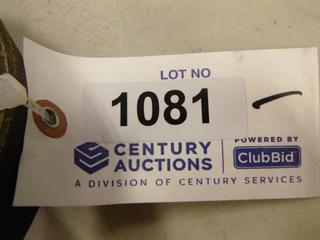 LOT NO
1081
CENTURY
AUCTIONS
POWERED BY
ClubBid
A DIVISION OF CENTURY SERVICES